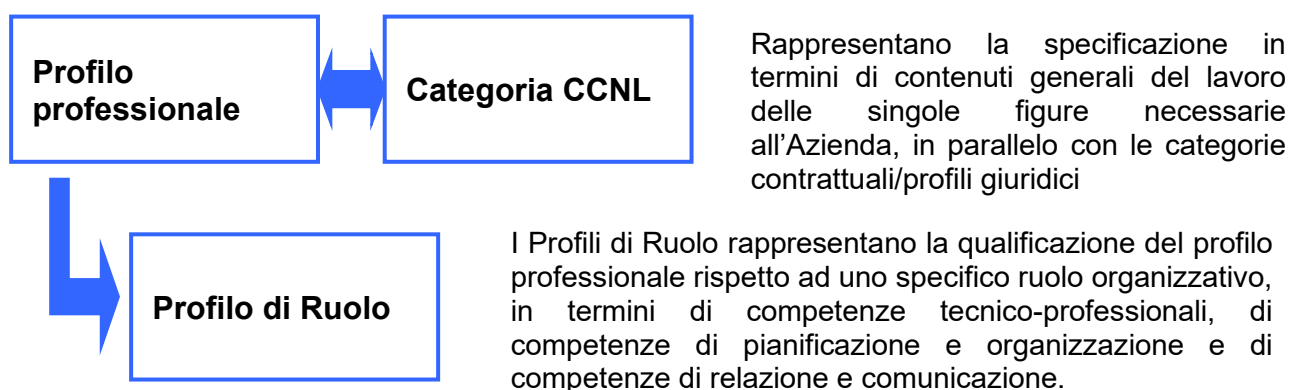 Profilo
professionale
Categoria CCNL
Rappresentano la specificazione in
termini di contenuti generali del lavoro
delle singole figure necessarie
all’Azienda, in parallelo con le categorie
contrattuali/profili giuridici
Profilo di Ruolo
I Profili di Ruolo rappresentano la qualificazione del profilo
professionale rispetto ad uno specifico ruolo organizzativo,
in termini di competenze tecnico-professionali, di
competenze di pianificazione e organizzazione e di
competenze di relazione e comunicazione.